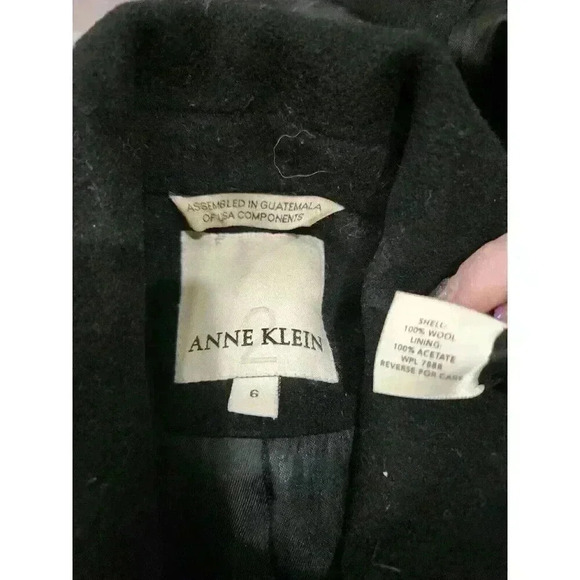 ASSEMBLED IN GUATEMALA
OF USA COMPONENTS
2
ANNE KLEIN
6
SHELL:
100% WOOL
LINING:
100% ACETATE
WPL 7888
REVERSE FOR CARE